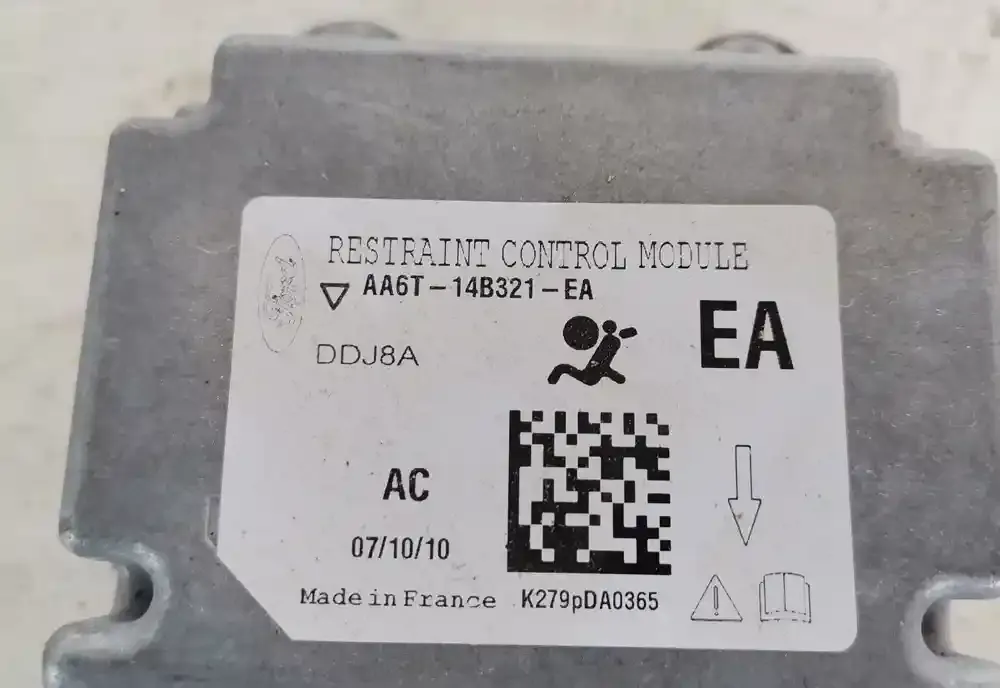 RESTRAINT CONTROL MODULE
AA6T-14B321-EA
EA
DDJ8A
AC
07/10/10
Made in France K279pDA0365